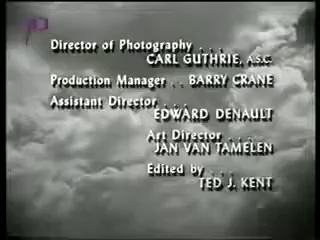 Director of Photography . . .
CARL GUTHRIE, A.S.C.
Production Manager . . BARRY CRANE
Assistant Director . . .
EDWARD DENAULT
Art Director . . . .
JAN VAN TAMELEN
Edited by . . .
TED J. KENT